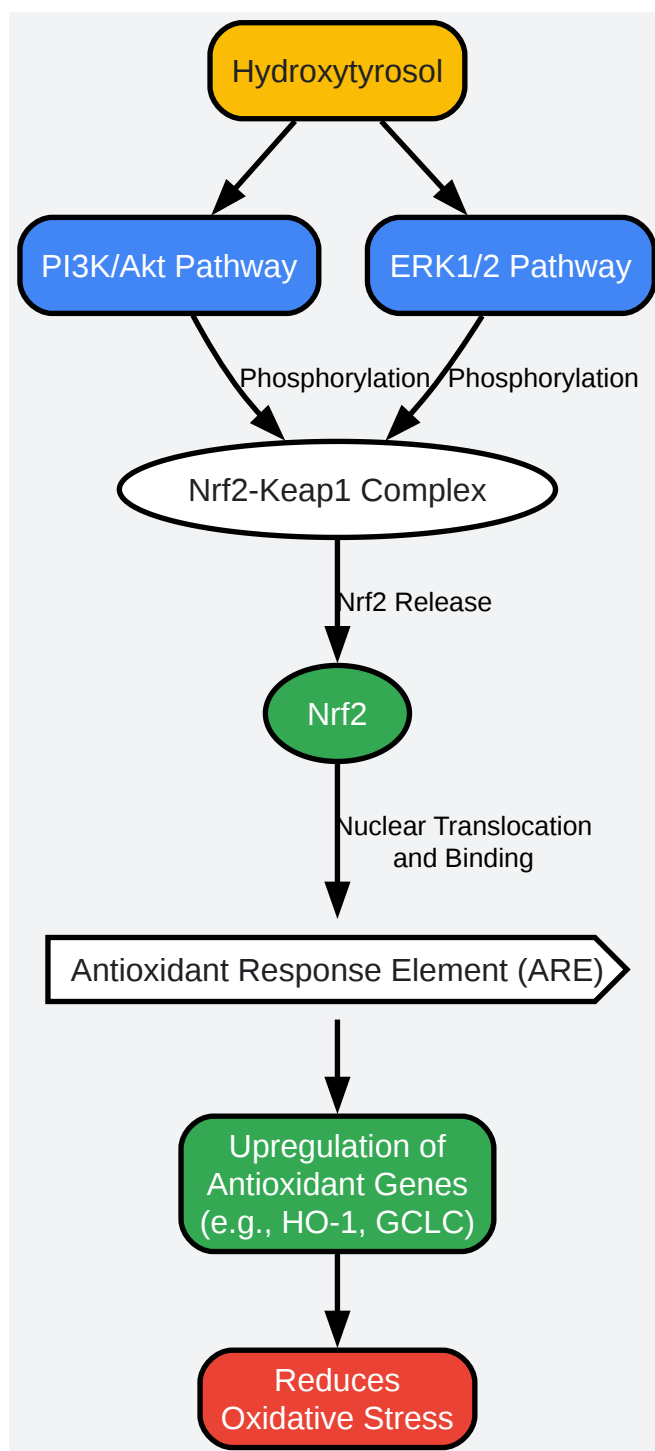 Hydroxytyrosol
PI3K/Akt Pathway
ERK1/2 Pathway
Phosphorylation
Phosphorylation
Nrf2-Keap1 Complex
Nrf2 Release
Nrf2
Nuclear Translocation
and Binding
Antioxidant Response Element (ARE)
Upregulation of
Antioxidant Genes
(e.g., HO-1, GCLC)
Reduces
Oxidative Stress